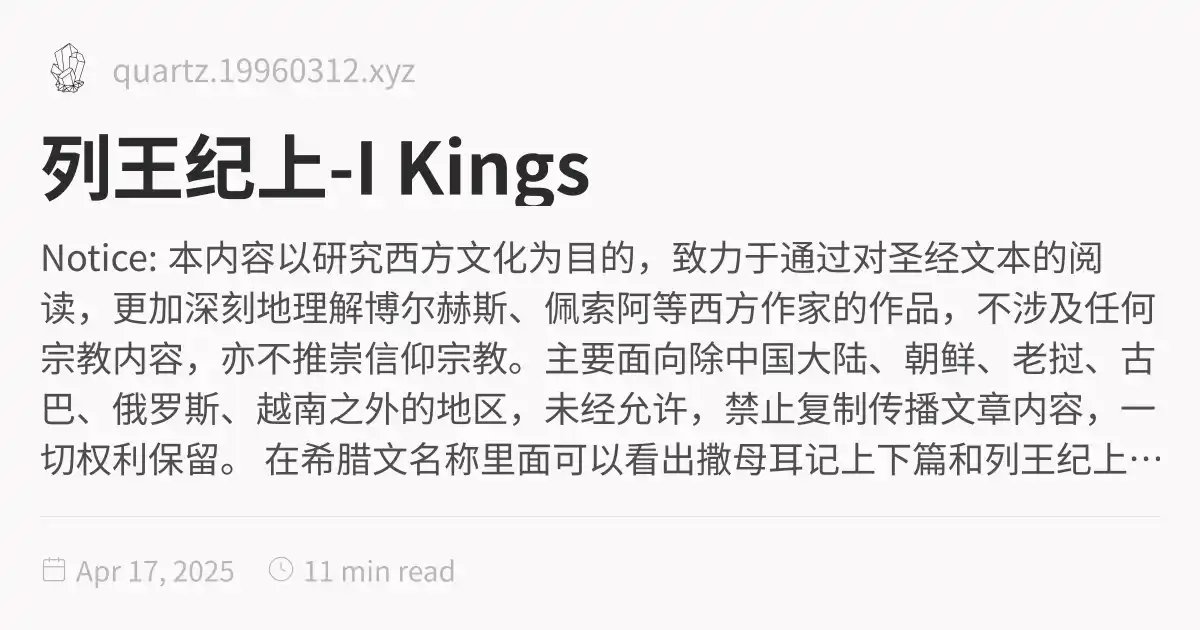 quartz.19960312.xyz
列王纪上-I Kings
Notice: 本内容以研究西方文化为目的，致力于通过对圣经文本的阅
读，更加深刻地理解博尔赫斯、佩索阿等西方作家的作品，不涉及任何
宗教内容，亦不推崇信仰宗教。主要面向除中国大陆、朝鲜、老挝、古
巴、俄罗斯、越南之外的地区，未经允许，禁止复制传播文章内容，一
切权利保留。 在希腊文名称里面可以看出撒母耳记上下篇和列王纪上…
Apr 17, 2025 11 min read